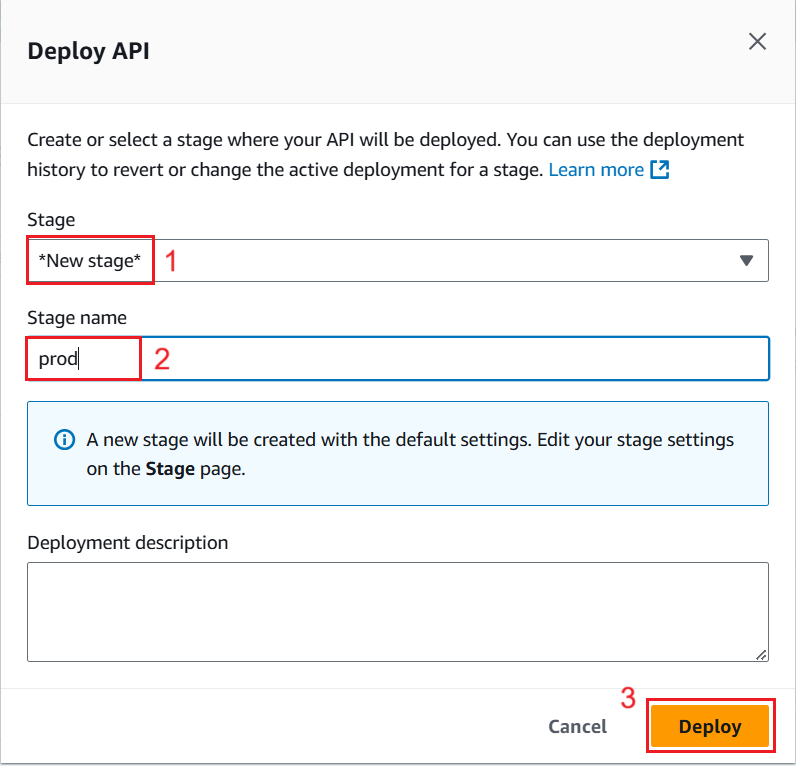 Deploy API
Create or select a stage where your API will be deployed. You can use the deployment
history to revert or change the active deployment for a stage. Learn more
Stage
*New stage* 1
Stage name
prod 2
A new stage will be created with the default settings. Edit your stage settings
on the Stage page.
Deployment description
3
Cancel Deploy